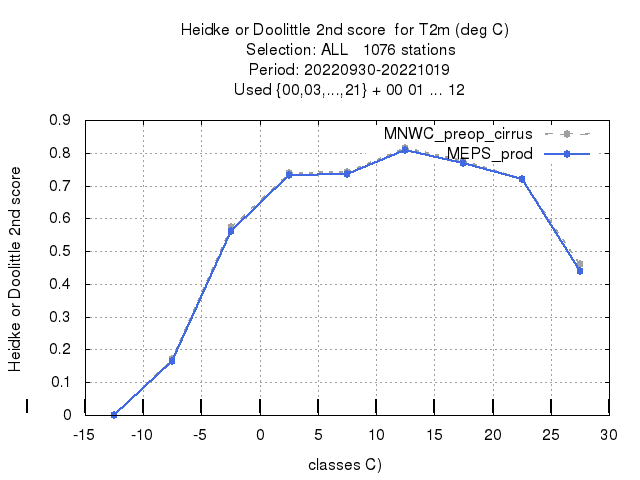 Heidke or Doolittle 2nd score  for T2m (deg C)
Selection: ALL   1076 stations
Period: 20220930-20221019
Used {00,03,...,21} + 00 01 ... 12
MNWC_preop_cirrus
MEPS_prod
Heidke or Doolittle 2nd score
0.9
0.8
0.7
0.6
0.5
0.4
0.3
0.2
0.1
0
-15 -10 -5 0 5 10 15 20 25 30
classes C)